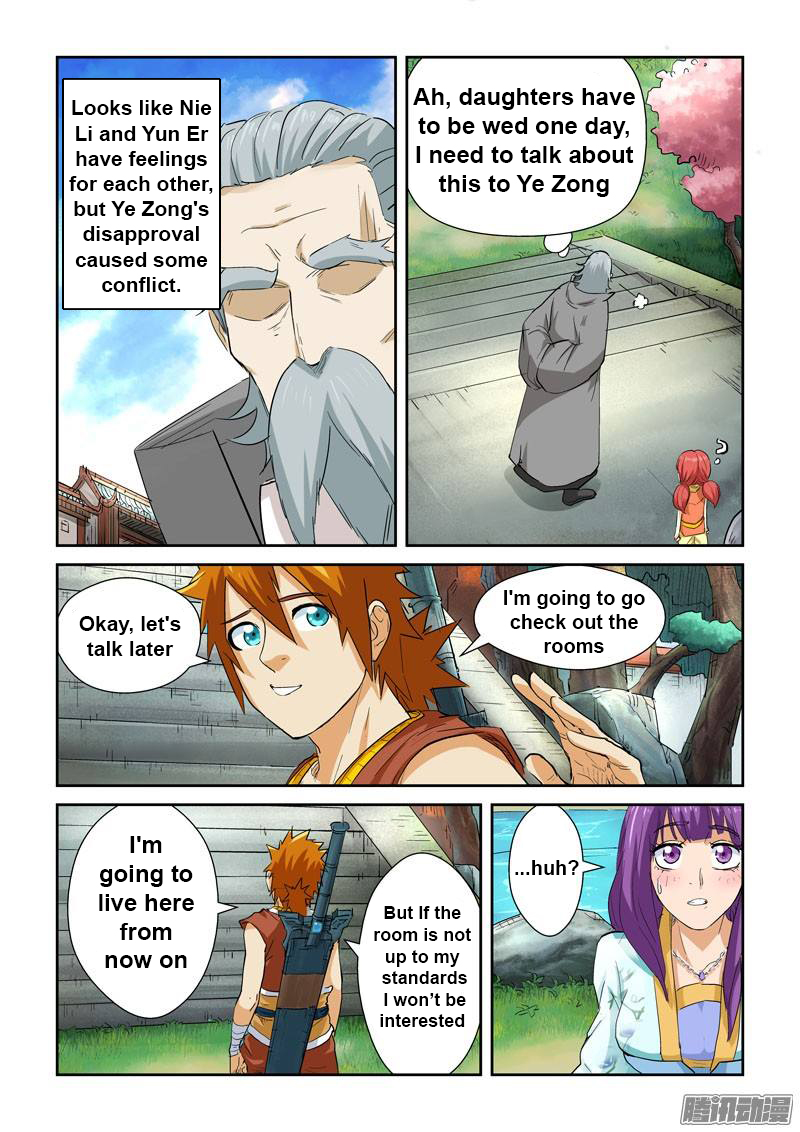 Looks like Nie
Li and Yun Er
have feelings
for each other,
but Ye Zong's
disapproval
caused some
conflict.
Ah, daughters have
to be wed one day,
I need to talk about
this to Ye Zong
?
Okay, let's
talk later
I'm going to go
check out the
rooms
I'm
going to
live here
from
now on
But If the
room is not
up to my
standards
I won't be
interested
...huh?
腾讯动漫